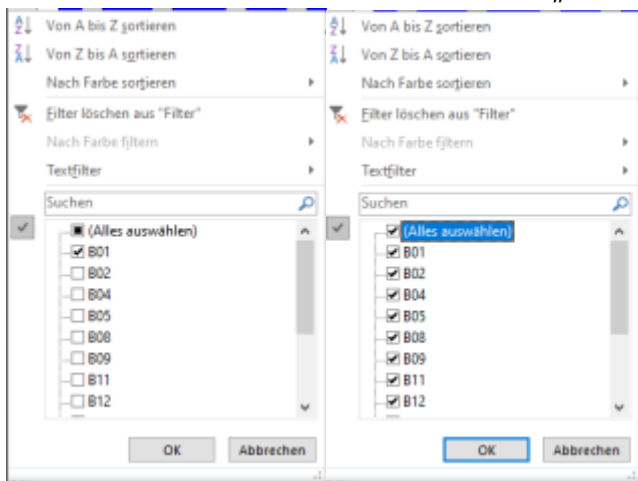 Von A bis Z sortieren
Von Z bis A sortieren
Nach Farbe sortieren
Filter löschen aus "Filter"
Nach Farbe filtern
Textfilter
Suchen
(Alles auswählen)
B01
B02
B04
B05
B08
B09
B11
B12
OK Abbrechen
Von A bis Z sortieren
Von Z bis A sortieren
Nach Farbe sortieren
Filter löschen aus "Filter"
Nach Farbe filtern
Textfilter
Suchen
(Alles auswählen)
B01
B02
B04
B05
B08
B09
B11
B12
OK Abbrechen